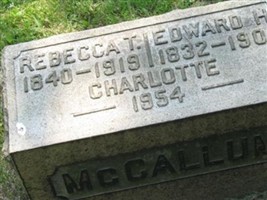 REBECCA T. EDWARD H
1840-1919 1832-190
CHARLOTTE
1954
MCCALLUM